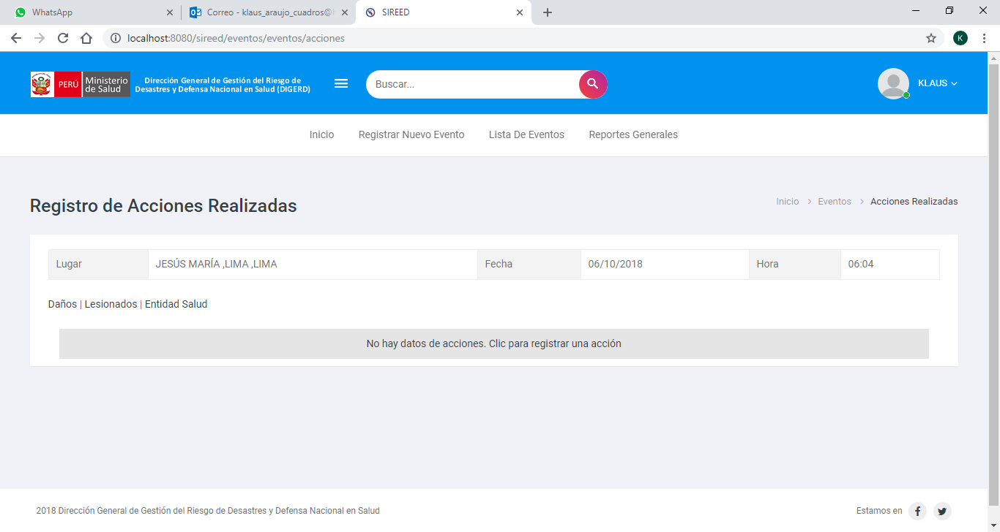 WhatsApp
Correo - klaus_araujo_cuadros@
SIREED
localhost:8080/sireed/eventos/eventos/acciones
K
PERÚ
Ministerio
de Salud
Dirección General de Gestión del Riesgo de
Desastres y Defensa Nacional en Salud (DIGERD)
Buscar...
KLAUS
Inicio Registrar Nuevo Evento Lista De Eventos Reportes Generales
Registro de Acciones Realizadas
Inicio > Eventos > Acciones Realizadas
Lugar JESÚS MARÍA ,LIMA ,LIMA Fecha 06/10/2018 Hora 06:04
Daños | Lesionados | Entidad Salud
No hay datos de acciones. Clic para registrar una acción
2018 Dirección General de Gestión del Riesgo de Desastres y Defensa Nacional en Salud
Estamos en